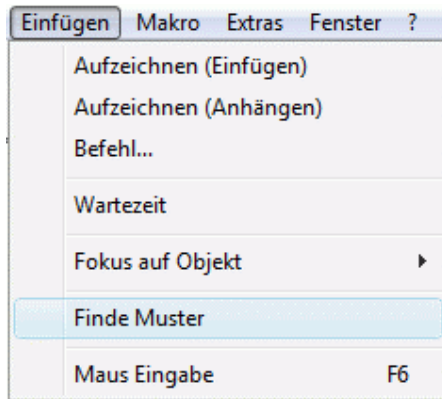 Einfügen Makro Extras Fenster ?
Aufzeichnen (Einfügen)
Aufzeichnen (Anhängen)
Befehl...
Wartezeit
Fokus auf Objekt
Finde Muster
Maus Eingabe F6